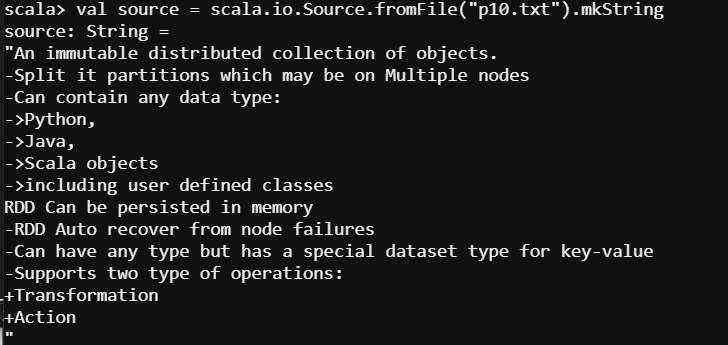 scala> val source = scala.io.Source.fromFile("p10.txt").mkString
source: String =
"An immutable distributed collection of objects.
-Split it partitions which may be on Multiple nodes
-Can contain any data type:
->Python,
->Java,
->Scala objects
->including user defined classes
RDD Can be persisted in memory
-RDD Auto recover from node failures
-Can have any type but has a special dataset type for key-value
-Supports two type of operations:
+Transformation
+Action
"